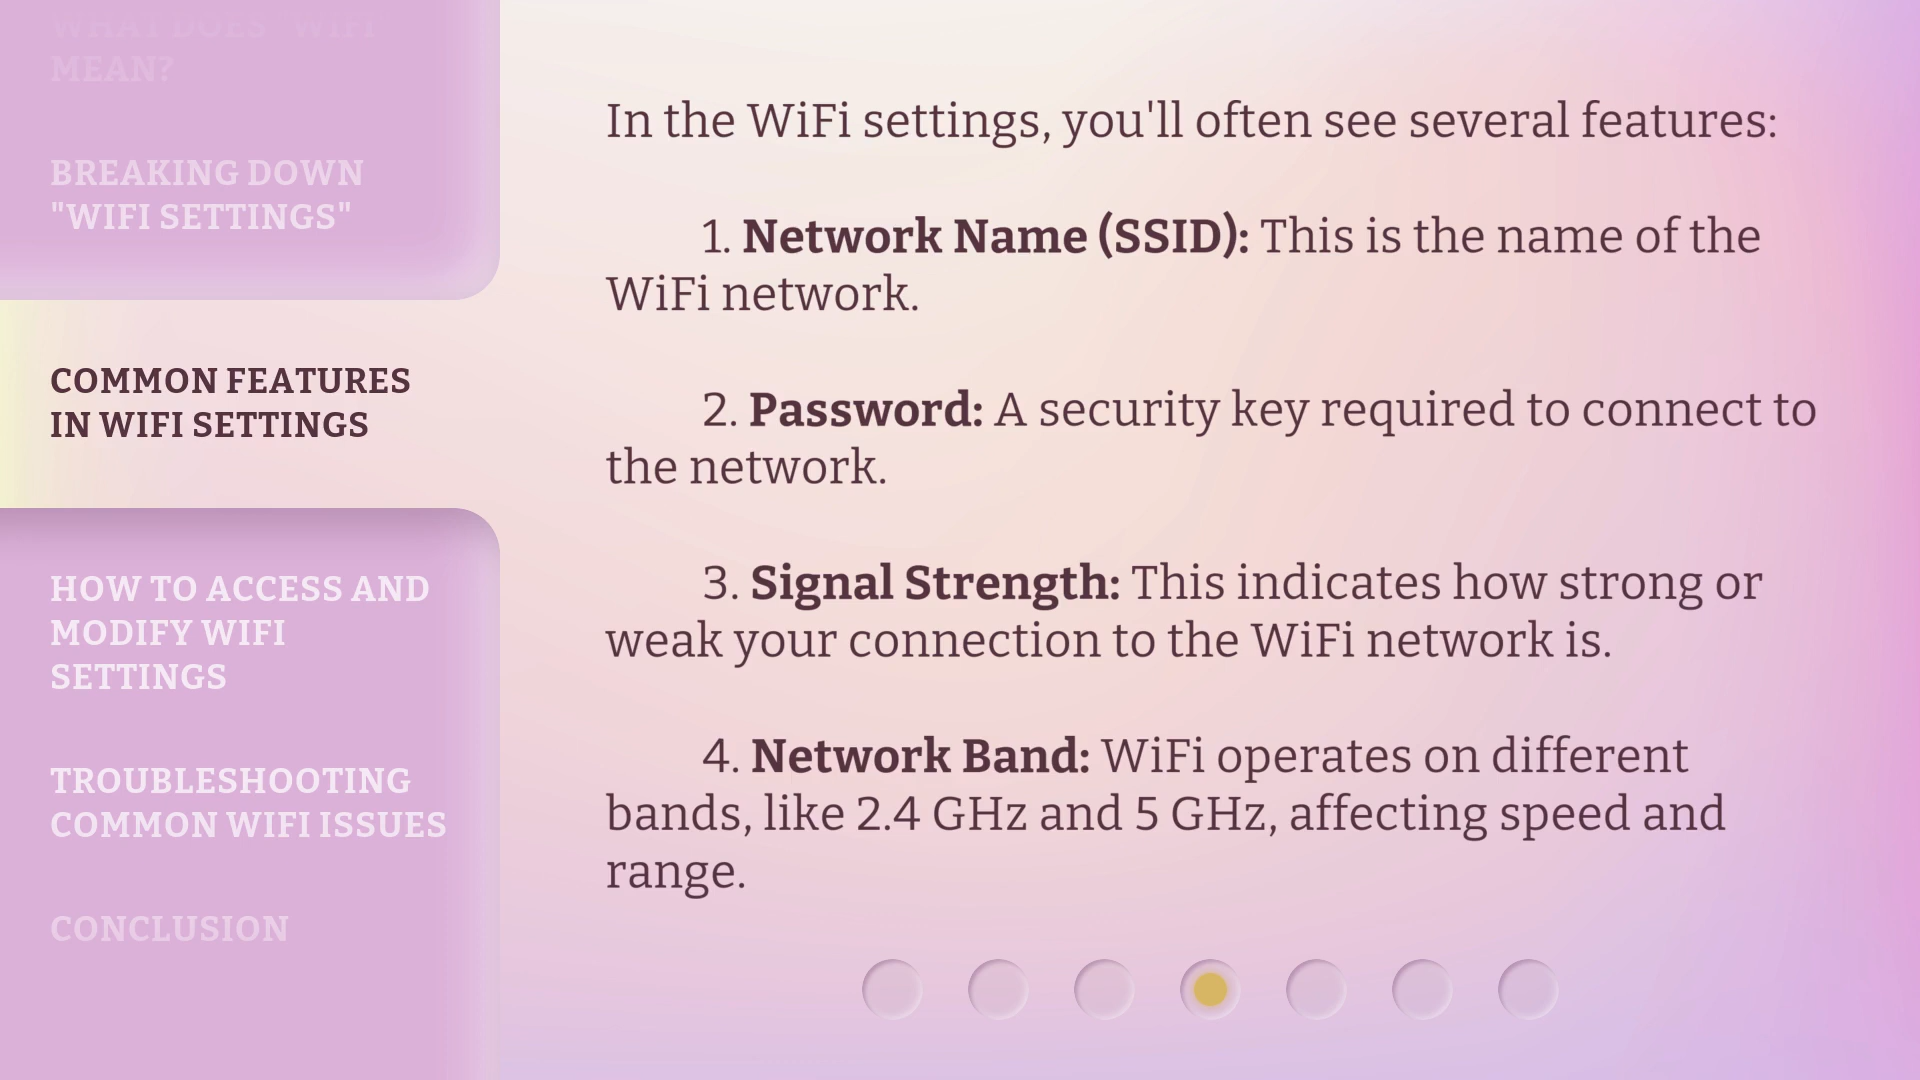 WHAT DOES "WIFI
MEAN?
BREAKING DOWN
"WIFI SETTINGS"
COMMON FEATURES
IN WIFI SETTINGS
HOW TO ACCESS AND
MODIFY WIFI
SETTINGS
TROUBLESHOOTING
COMMON WIFI ISSUES
CONCLUSION
In the WiFi settings, you'll often see several features:
1. Network Name (SSID): This is the name of the
WiFi network.
2. Password: A security key required to connect to
the network.
3. Signal Strength: This indicates how strong or
weak your connection to the WiFi network is.
4. Network Band: WiFi operates on different
bands, like 2.4 GHz and 5 GHz, affecting speed and
range.